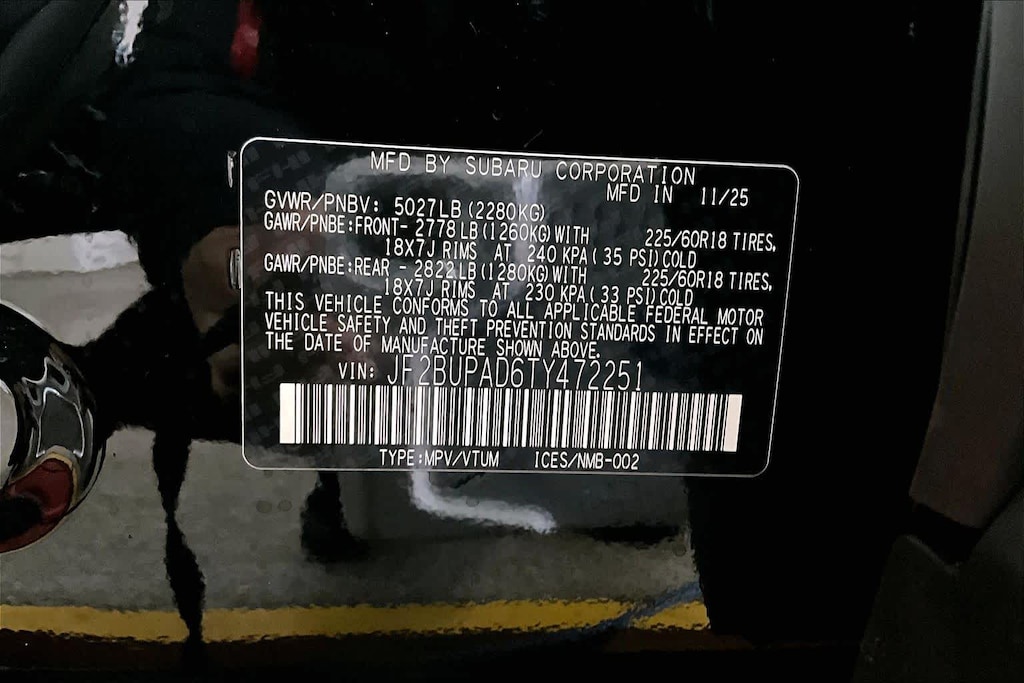 MFD BY SUBARU CORPORATION
MFD IN 11/25
GVWR/PNBV: 5027LB (2280KG)
GAWR/PNBE:FRONT- 2778 LB (1260KG) WITH 225/60R18 TIRES,
18X7J RIMS AT 240 KPA ( 35 PSI) COLD
GAWR/PNBE:REAR - 2822 LB (1280KG) WITH 225/60R18 TIRES,
18X7J RIMS AT 230 KPA ( 33 PSI) COLD
THIS VEHICLE CONFORMS TO ALL APPLICABLE FEDERAL MOTOR
VEHICLE SAFETY AND THEFT PREVENTION STANDARDS IN EFFECT ON
THE DATE OF MANUFACTURE SHOWN ABOVE.
VIN: JF2BUPAD6TY472251
TYPE:MPV/VTUM ICES/NMB-002